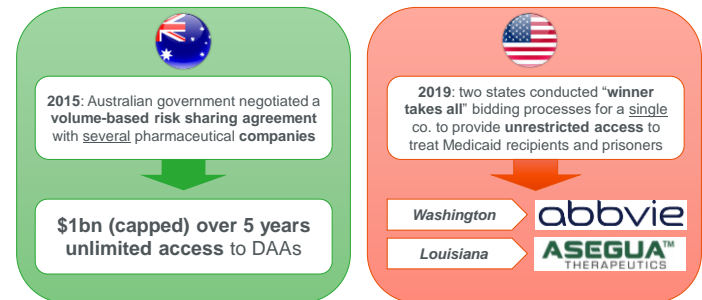 2015: Australian government negotiated a
volume-based risk sharing agreement
with several pharmaceutical companies
$1bn (capped) over 5 years
unlimited access to DAAs
2019: two states conducted “winner
takes all” bidding processes for a single
co. to provide unrestricted access to
treat Medicaid recipients and prisoners
Washington
abbvie
Louisiana
ASEGUA™
THERAPEUTICS